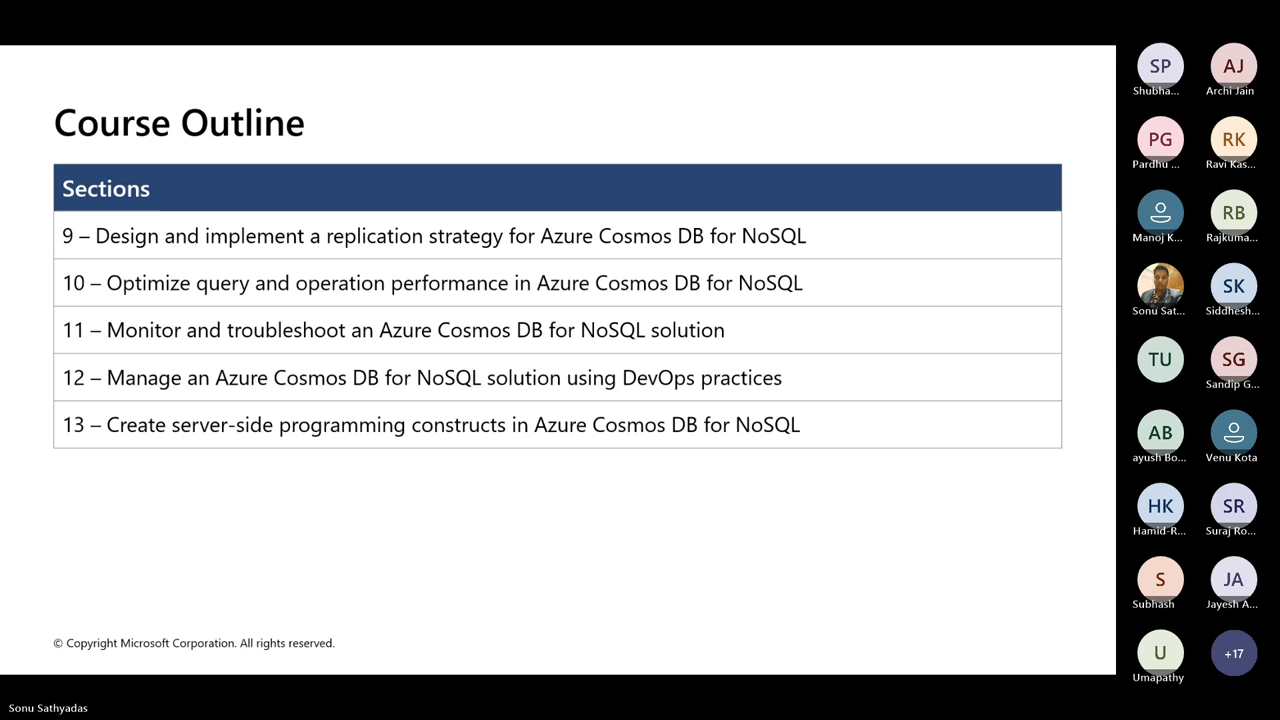 Course Outline
Sections
9 – Design and implement a replication strategy for Azure Cosmos DB for NoSQL
10 – Optimize query and operation performance in Azure Cosmos DB for NoSQL
11 – Monitor and troubleshoot an Azure Cosmos DB for NoSQL solution
12 – Manage an Azure Cosmos DB for NoSQL solution using DevOps practices
13 – Create server-side programming constructs in Azure Cosmos DB for NoSQL
© Copyright Microsoft Corporation. All rights reserved.
SP
Shubha...
AJ
Archi Jain
PG
Pardhu ...
RK
Ravi Kas...
Manoj K...
RB
Rajkuma...
Sonu Sat...
SK
Siddhesh...
TU
SG
Sandip G...
AB
ayush Bo...
Venu Kota
HK
Hamid-R...
SR
Suraj Ro...
S
Subhash
JA
Jayesh A...
U
Umapathy
+17
Sonu Sathyadas